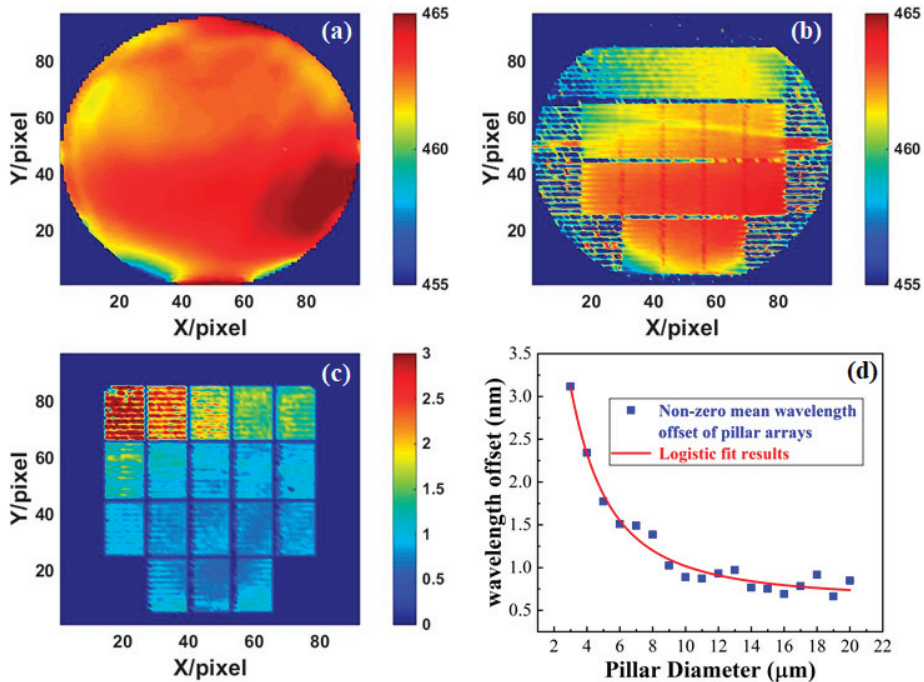 (a)
465
460
455
80
60
40
20
Y/pixel
20 40 60 80
X/pixel
(b)
465
460
455
80
60
40
20
Y/pixel
20 40 60 80
X/pixel
(c)
3
2.5
2
1.5
1
0.5
0
80
60
40
20
Y/pixel
20 40 60 80
X/pixel
(d)
3.5
3.0
2.5
2.0
1.5
1.0
0.5
wavelength offset (nm)
Non-zero mean wavelength
offset of pillar arrays
Logistic fit results
2 4 6 8 10 12 14 16 18 20 22
Pillar Diameter (μm)